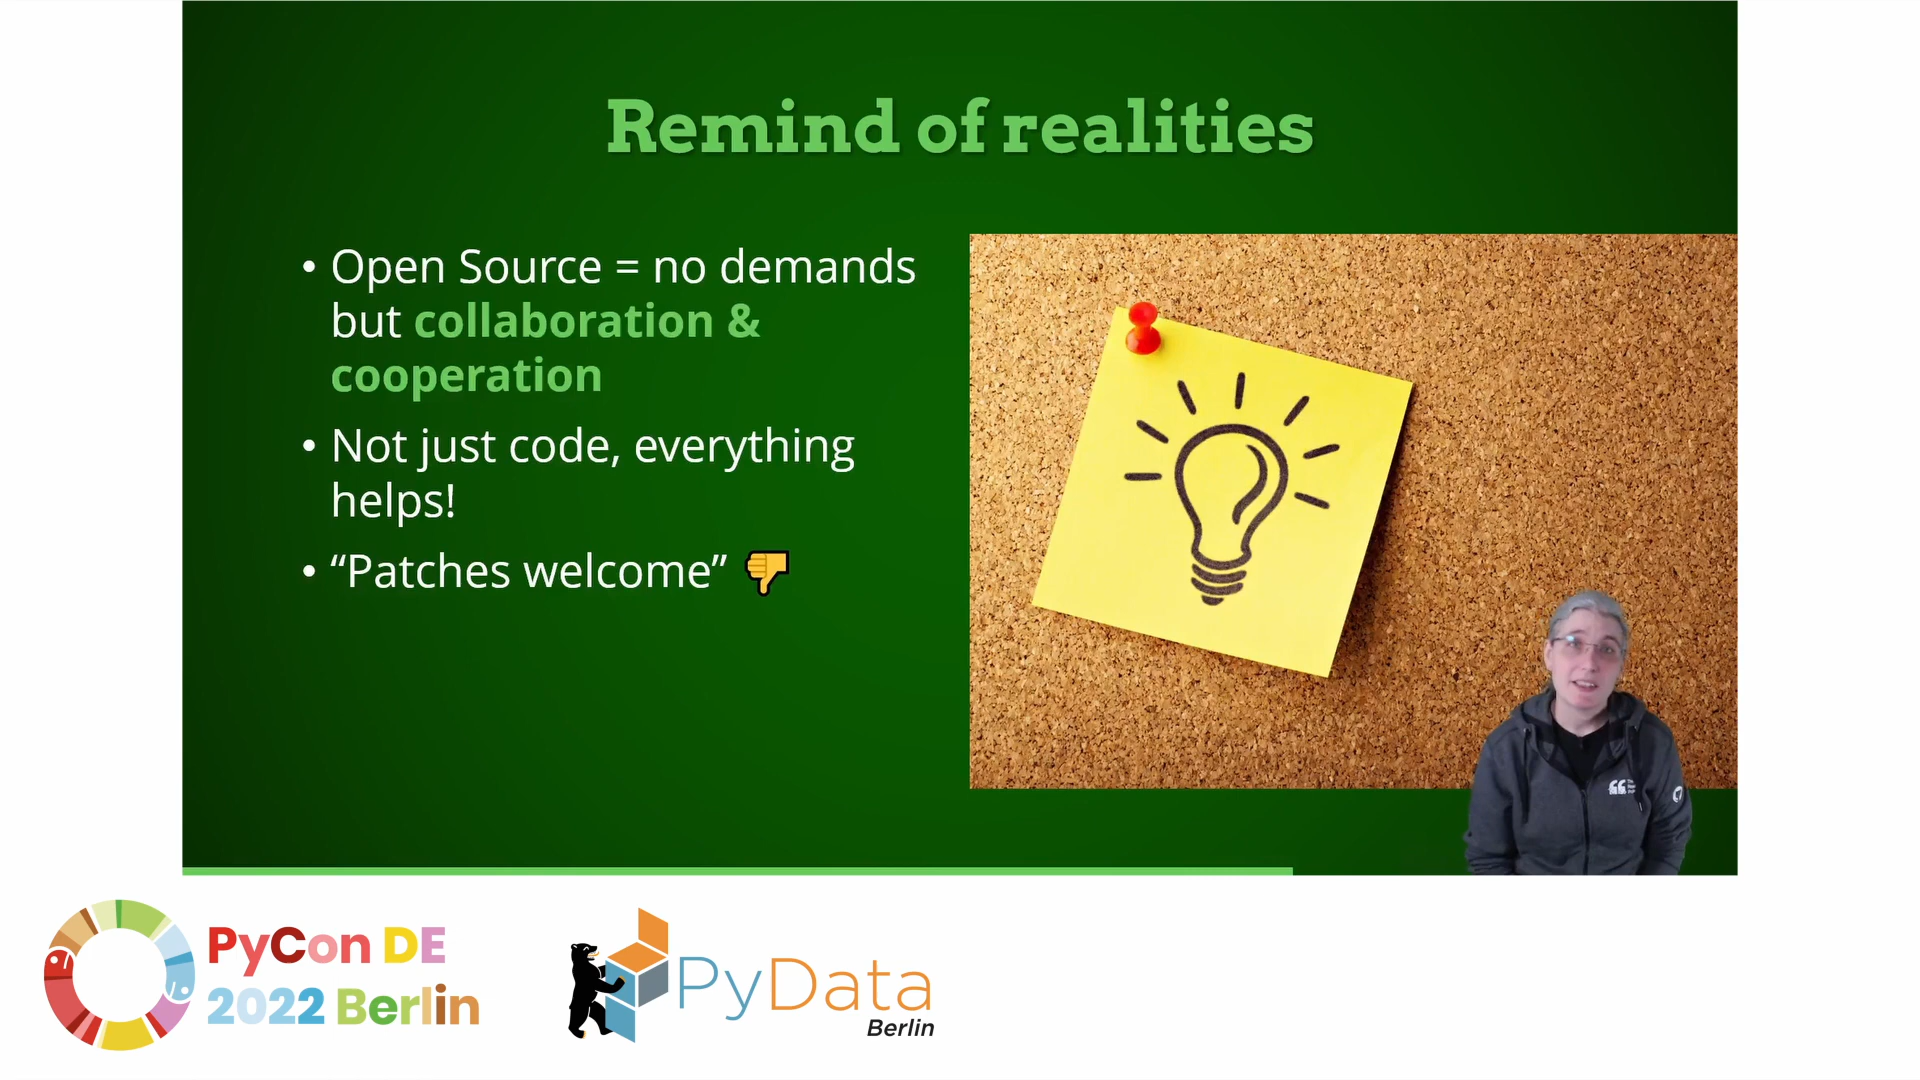 Remind of realities
• Open Source = no demands
but collaboration &
cooperation
• Not just code, everything
helps!
• “Patches welcome” 👎
PyCon DE
2022 Berlin
PyData
Berlin